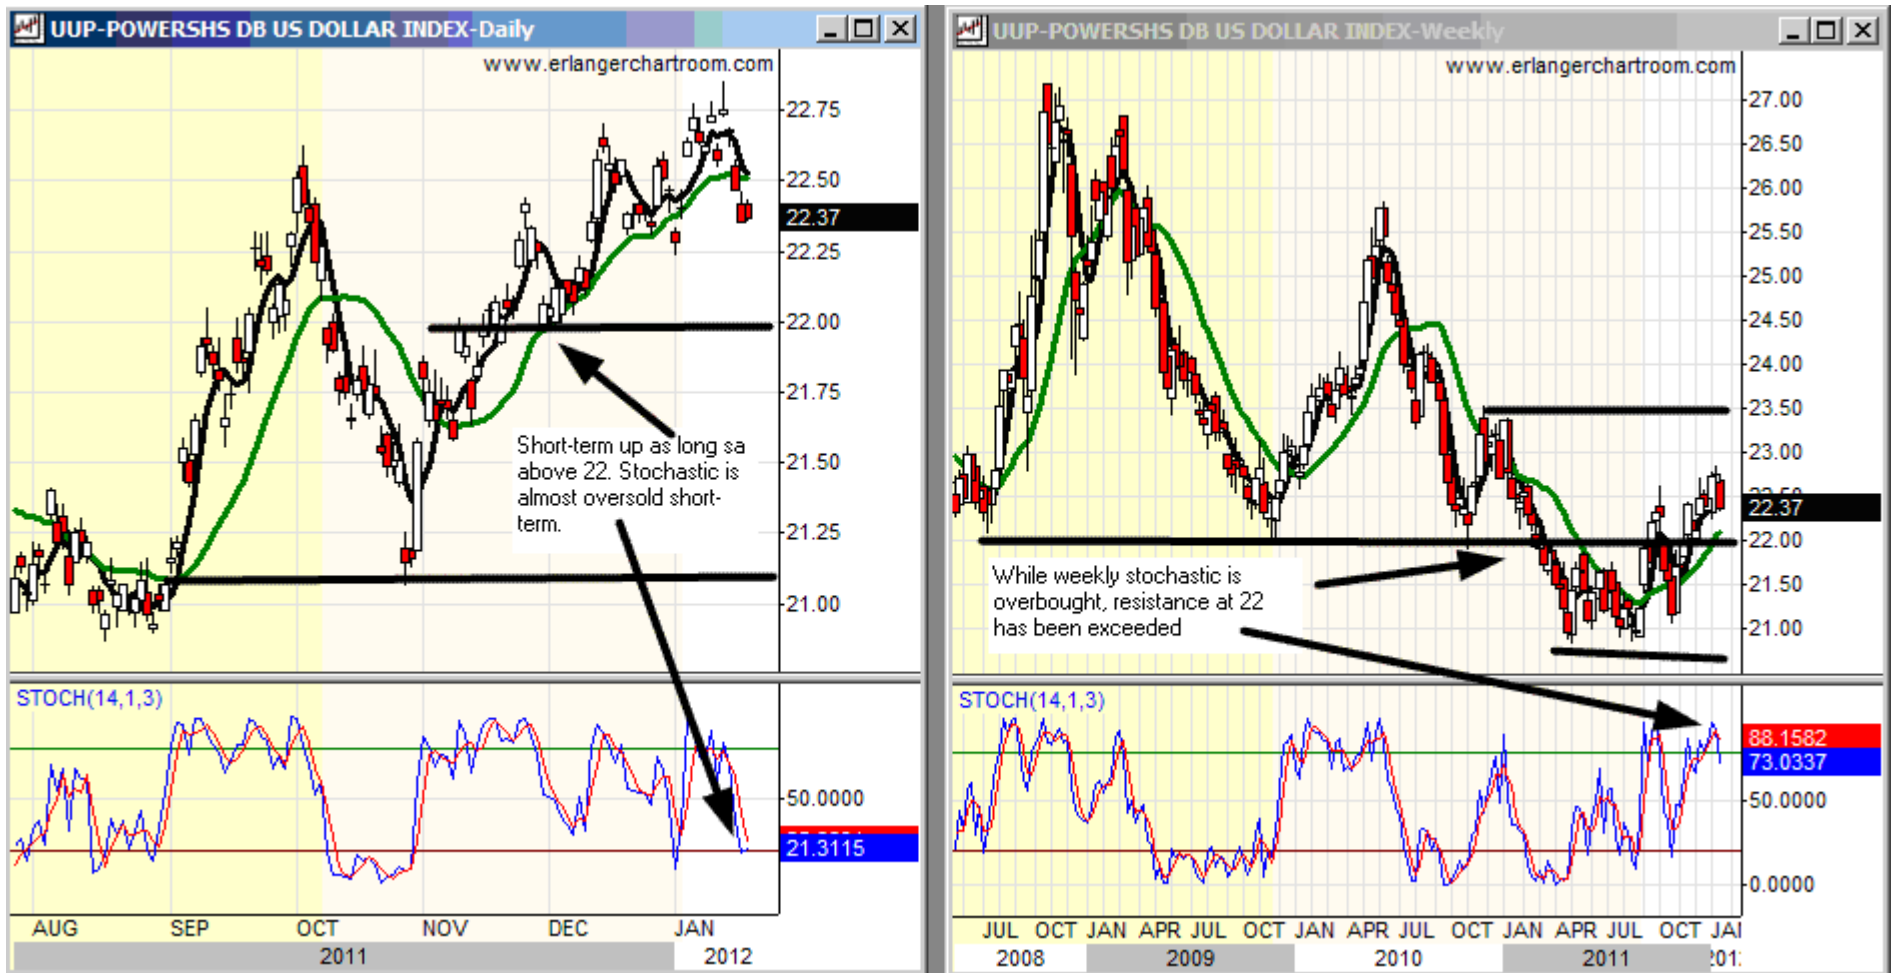 UUP-POWERSHS DB US DOLLAR INDEX-Daily
www.erlangerchartroom.com
22.75
22.50
22.37
22.25
22.00
21.75
21.50
21.25
21.00
Short-term up as long sa
above 22. Stochastic is
almost oversold short-
term.
STOCH(14,1,3)
50.0000
21.3115
AUG SEP OCT NOV DEC JAN
2011 2012
UUP-POWERSHS DB US DOLLAR INDEX-Weekly
www.erlangerchartroom.com
27.00
26.50
26.00
25.50
25.00
24.50
24.00
23.50
23.00
22.50
22.37
22.00
21.50
21.00
While weekly stochastic is
overbought, resistance at 22
has been exceeded
STOCH(14,1,3)
88.1582
73.0337
50.0000
0.0000
JUL OCT JAN APR JUL OCT JAN APR JUL OCT JAN APR JUL OCT JAN
2008 2009 2010 2011